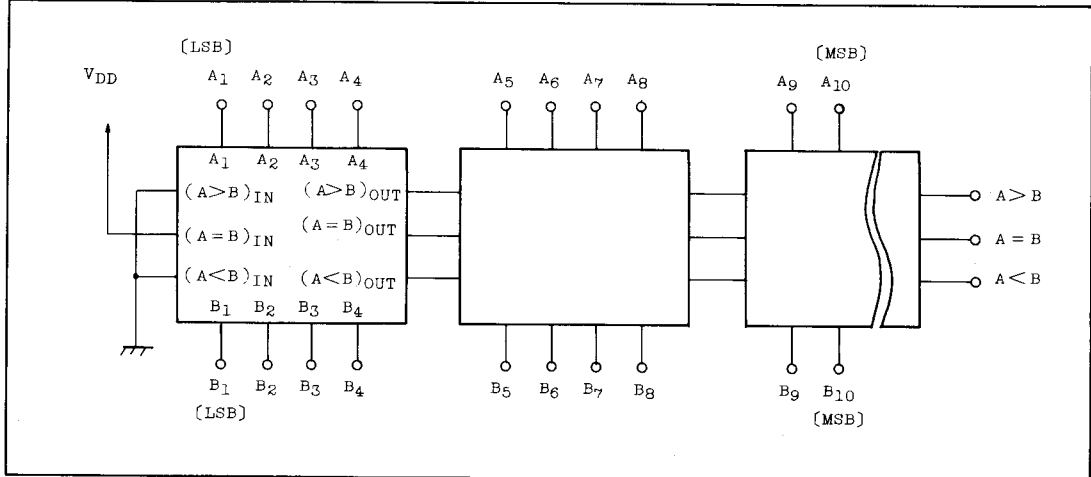 [LSB] [MSB]
VDD A1 A2 A3 A4 A5 A6 A7 A8 A9 A10
A1 A2 A3 A4
(A>B)IN (A>B)OUT A>B
(A=B)IN (A=B)OUT A=B
(A<B)IN (A<B)OUT A<B
B1 B2 B3 B4
B1 B2 B3 B4 B5 B6 B7 B8 B9 B10
[LSB] [MSB]